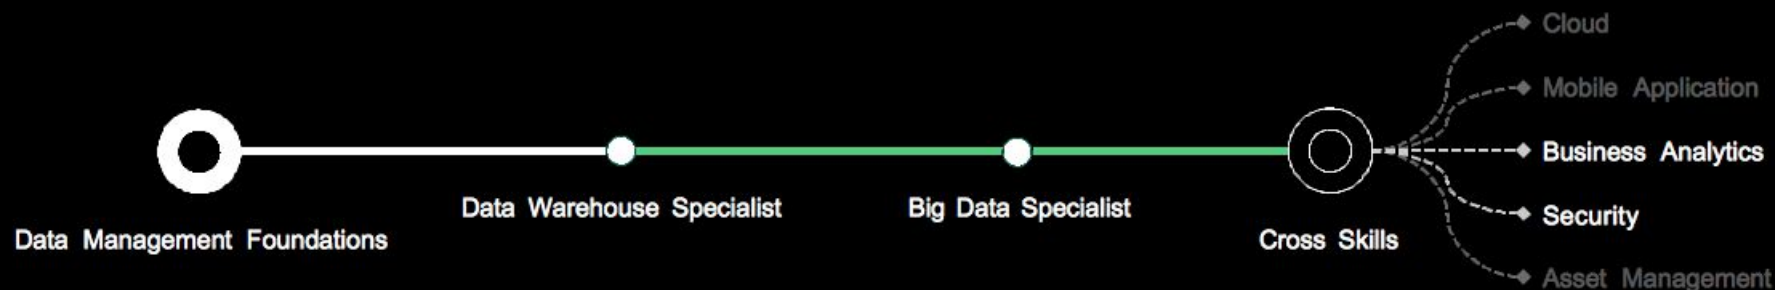 Data Management Foundations
Data Warehouse Specialist
Big Data Specialist
Cross Skills
Cloud
Mobile Application
Business Analytics
Security
Asset Management